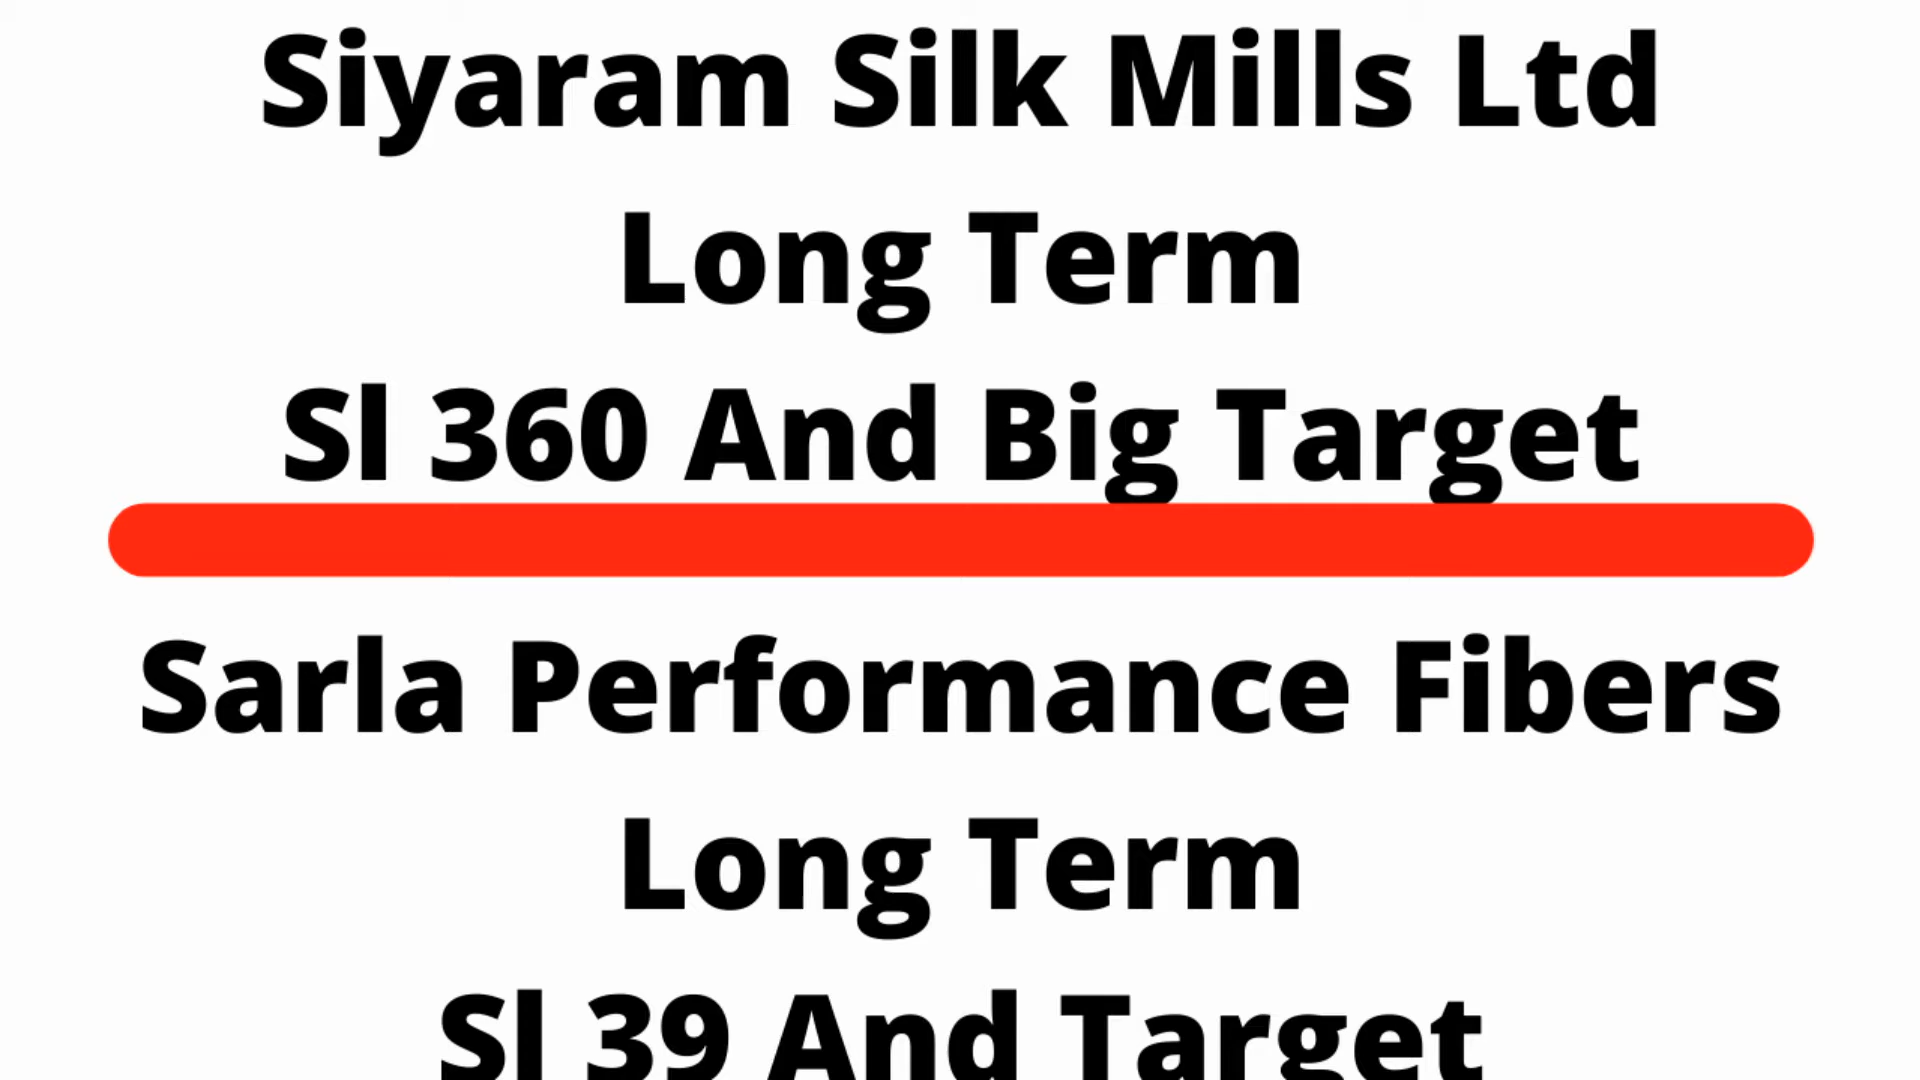 Siyaram Silk Mills Ltd
Long Term
Sl 360 And Big Target
Sarla Performance Fibers
Long Term
Sl 39 And Target